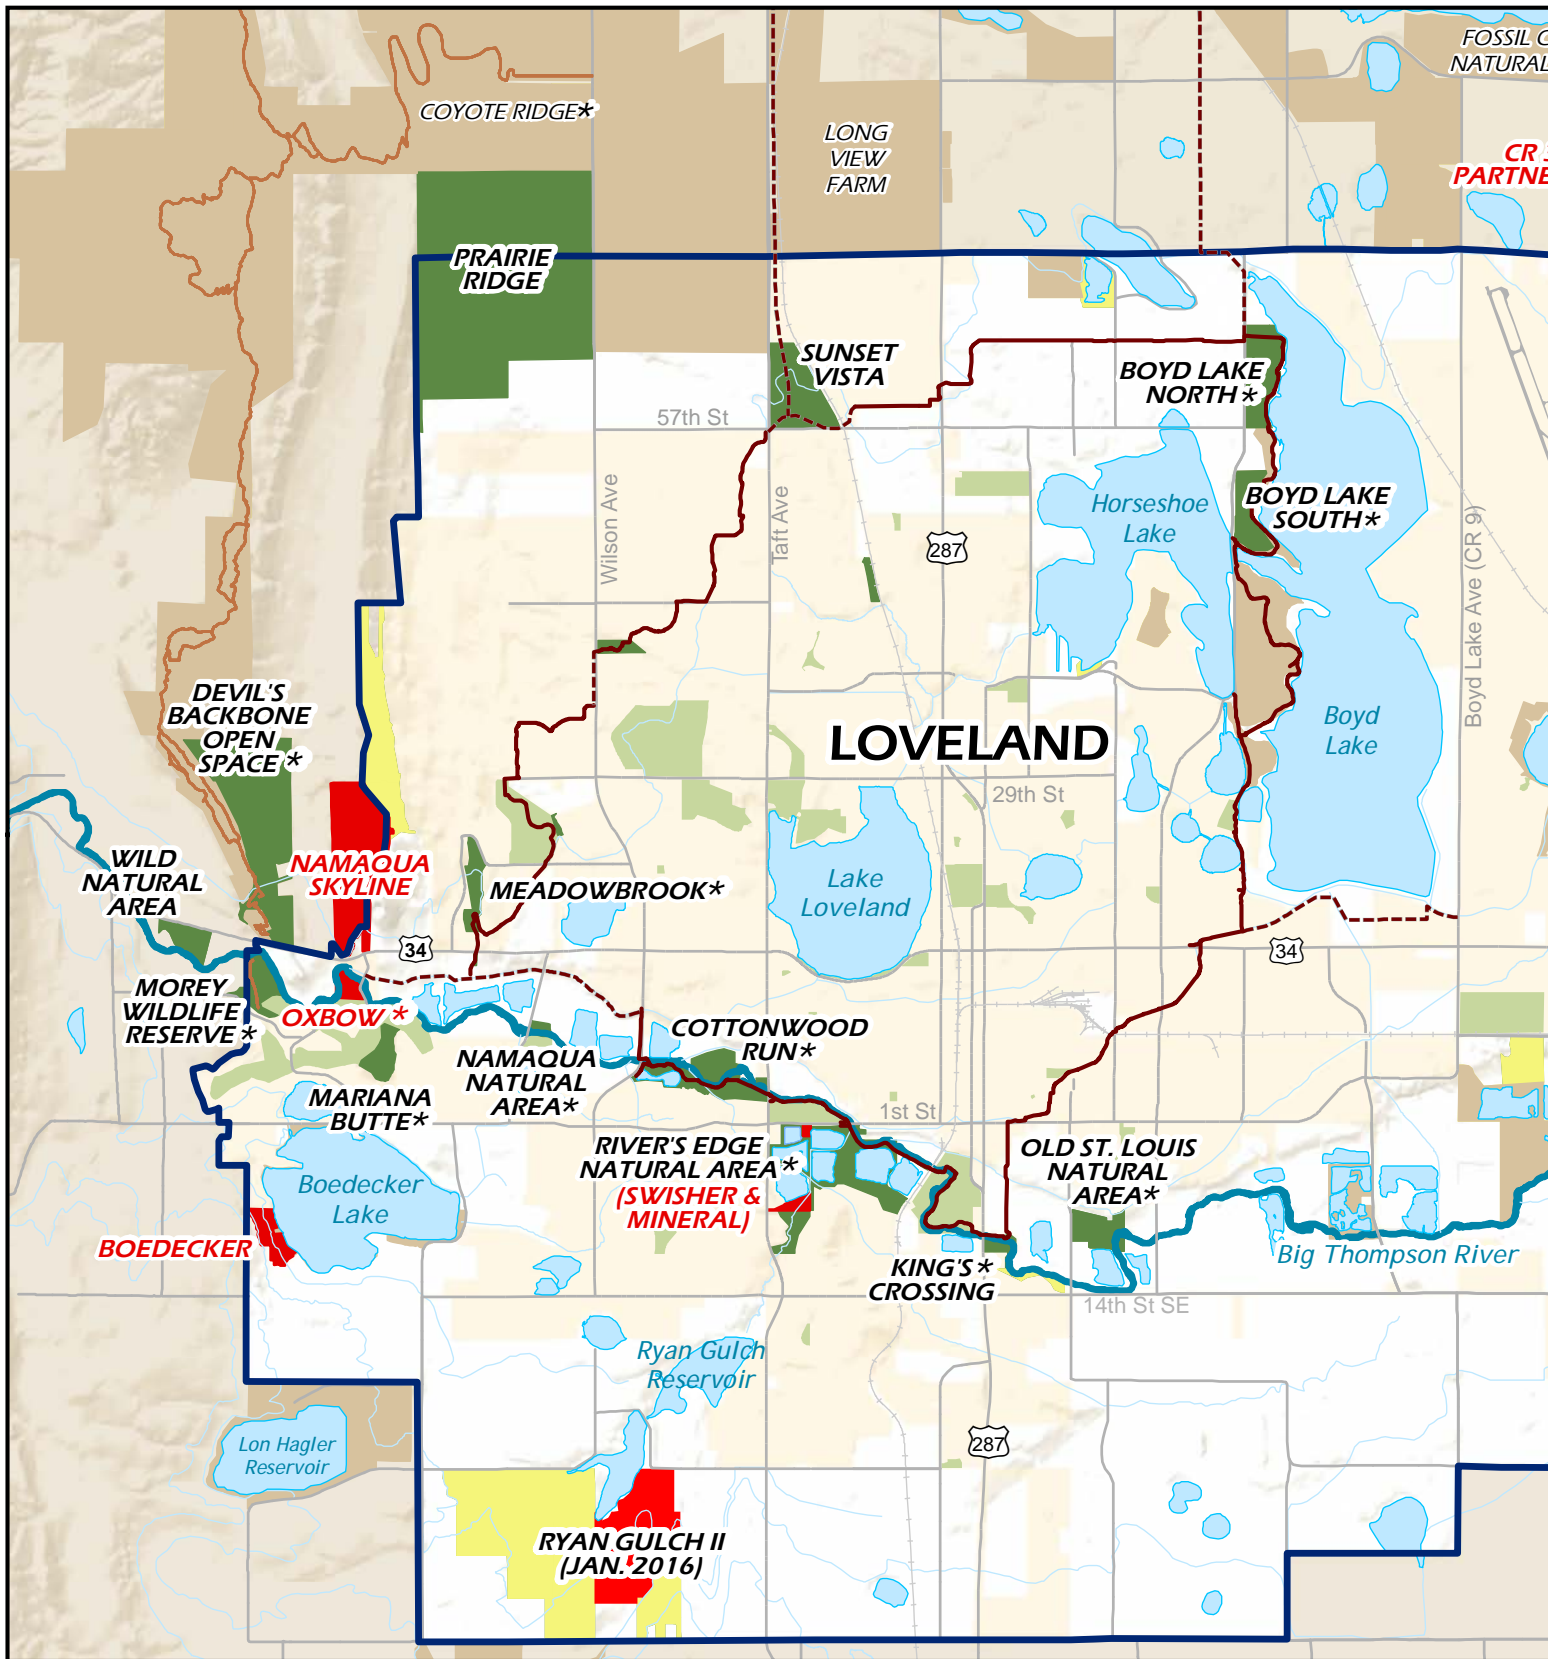 FOSSIL C
NATURAL
COYOTE RIDGE*
LONG
VIEW
FARM
CR 3
PARTNE
PRAIRIE
RIDGE
SUNSET
VISTA
BOYD LAKE
NORTH*
57th St
Wilson Ave
Taft Ave
287
Horseshoe
Lake
BOYD LAKE
SOUTH*
Boyd Lake Ave (CR 9)
DEVIL'S
BACKBONE
OPEN
SPACE *
LOVELAND
Boyd
Lake
29th St
WILD
NATURAL
AREA
NAMAQUA
SKYLINE
MEADOWBROOK*
Lake
Loveland
34
34
MOREY
WILDLIFE
RESERVE*
OXBOW *
NAMAQUA
NATURAL
AREA*
COTTONWOOD
RUN*
MARIANA
BUTTE*
1st St
RIVER'S EDGE
NATURAL AREA*
(SWISHER &
MINERAL)
OLD ST. LOUIS
NATURAL
AREA*
Boedecker
Lake
BOEDECKER
KING'S*
CROSSING
Big Thompson River
14th St SE
Ryan Gulch
Reservoir
Lon Hagler
Reservoir
287
RYAN GULCH II
(JAN. 2016)